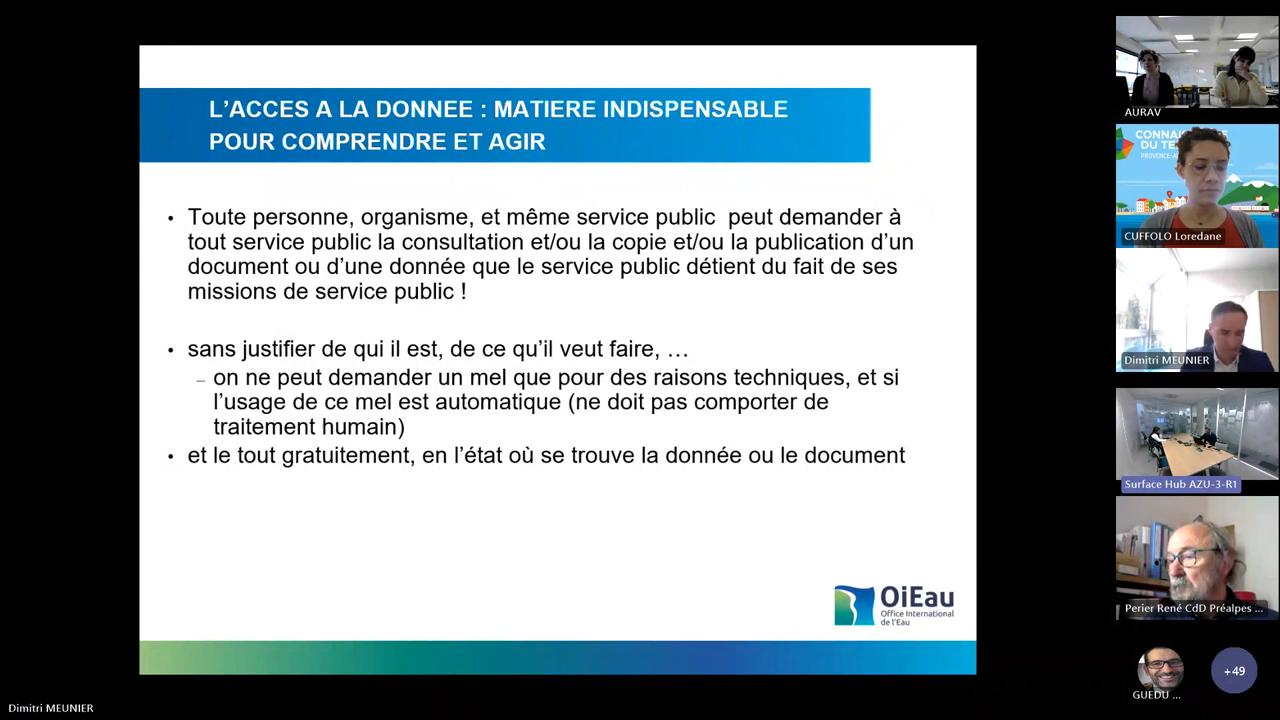 L'ACCES A LA DONNEE : MATIERE INDISPENSABLE
POUR COMPRENDRE ET AGIR
• Toute personne, organisme, et même service public peut demander à
tout service public la consultation et/ou la copie et/ou la publication d'un
document ou d'une donnée que le service public détient du fait de ses
missions de service public !
• sans justifier de qui il est, de ce qu'il veut faire, …
– on ne peut demander un mel que pour des raisons techniques, et si
l'usage de ce mel est automatique (ne doit pas comporter de
traitement humain)
• et le tout gratuitement, en l'état où se trouve la donnée ou le document
OiEau
Office International
de l'Eau
AURAV
DU TE
PROVENCE-A
CUFFOLO Loredane
Dimitri MEUNIER
Surface Hub AZU-3-R1
Perier René CdD Préalpes ...
GUEDU ...
+49
Dimitri MEUNIER